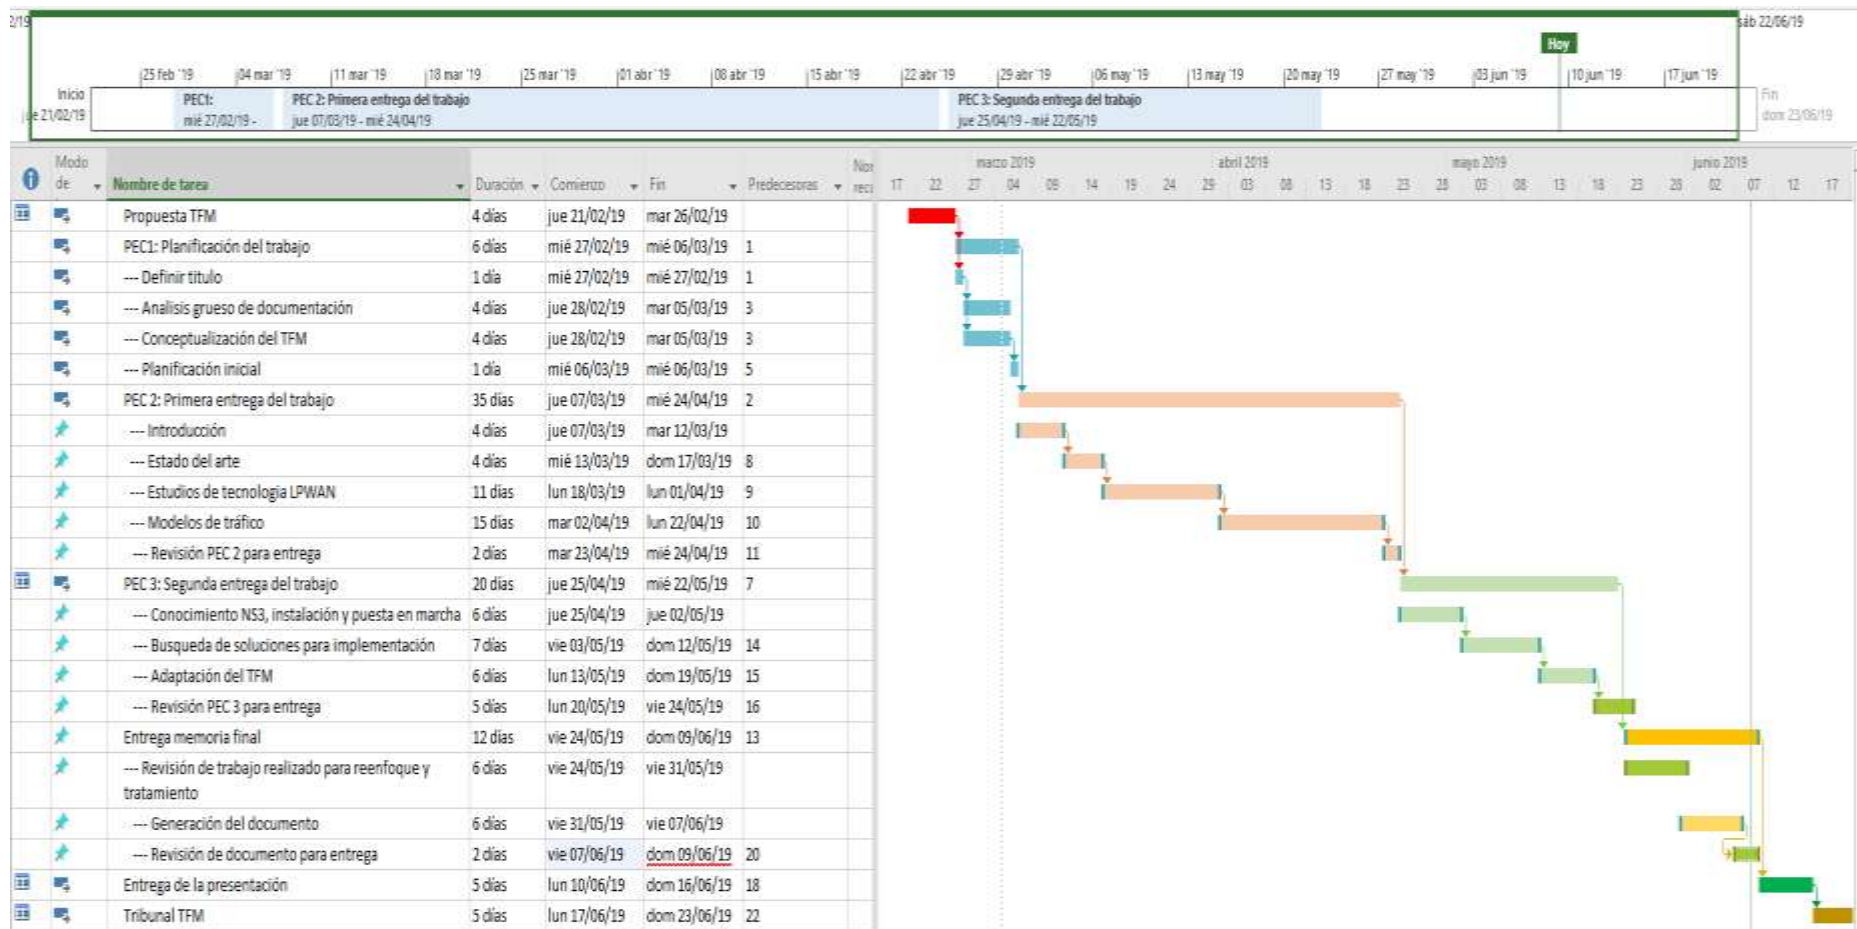 2/19
sáb 22/06/19
Hoy
25 feb '19 04 mar '19 11 mar '19 18 mar '19 25 mar '19 01 abr '19 08 abr '19 15 abr '19 22 abr '19 29 abr '19 06 may '19 13 may '19 20 may '19 27 may '19 03 jun '19 10 jun '19 17 jun '19
Inicio PEC1: PEC 2: Primera entrega del trabajo PEC 3: Segunda entrega del trabajo Fin
21/02/19 mié 27/02/19 - jue 07/03/19 - mié 24/04/19 jue 25/04/19 - mié 22/05/19 dom 23/06/19
Modo marzo 2019 abril 2019 mayo 2019 junio 2019
de Nombre de tarea Duración Comienzo Fin Predecesoras 17 22 27 04 09 14 19 24 29 03 08 13 18 23 28 03 08 13 18 23 28 02 07 12 17
Propuesta TFM 4 días jue 21/02/19 mar 26/02/19
PEC1: Planificación del trabajo 6 días mié 27/02/19 mié 06/03/19 1
--- Definir titulo 1 día mié 27/02/19 mié 27/02/19 1
--- Analisis grueso de documentación 4 días jue 28/02/19 mar 05/03/19 3
--- Conceptualización del TFM 4 días jue 28/02/19 mar 05/03/19 3
--- Planificación inicial 1 día mié 06/03/19 mié 06/03/19 5
PEC 2: Primera entrega del trabajo 35 días jue 07/03/19 mié 24/04/19 2
--- Introducción 4 días jue 07/03/19 mar 12/03/19
--- Estado del arte 4 días mié 13/03/19 dom 17/03/19 8
--- Estudios de tecnologia LPWAN 11 días lun 18/03/19 lun 01/04/19 9
--- Modelos de tráfico 15 días mar 02/04/19 lun 22/04/19 10
--- Revisión PEC 2 para entrega 2 días mar 23/04/19 mié 24/04/19 11
PEC 3: Segunda entrega del trabajo 20 días jue 25/04/19 mié 22/05/19 7
--- Conocimiento NS3, instalación y puesta en marcha 6 días jue 25/04/19 jue 02/05/19
--- Busqueda de soluciones para implementación 7 días vie 03/05/19 dom 12/05/19 14
--- Adaptación del TFM 6 días lun 13/05/19 dom 19/05/19 15
--- Revisión PEC 3 para entrega 5 días lun 20/05/19 vie 24/05/19 16
Entrega memoria final 12 días vie 24/05/19 dom 09/06/19 13
--- Revisión de trabajo realizado para reenfoque y 6 días vie 24/05/19 vie 31/05/19
tratamiento
--- Generación del documento 6 días vie 31/05/19 vie 07/06/19
--- Revisión de documento para entrega 2 días vie 07/06/19 dom 09/06/19 20
Entrega de la presentación 5 días lun 10/06/19 dom 16/06/19 18
Tribunal TFM 5 días lun 17/06/19 dom 23/06/19 22